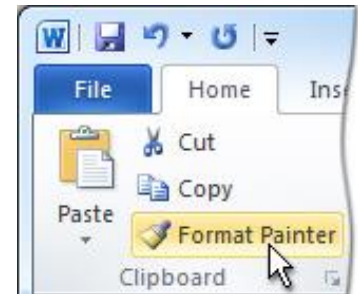 W
File Home Ins
Cut
Copy
Paste
Format Painter
Clipboard